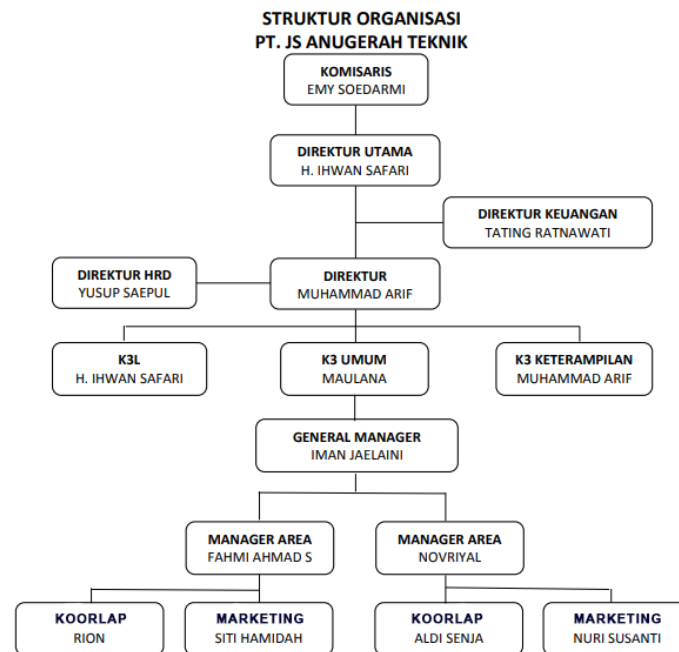 STRUKTUR ORGANISASI
PT. JS ANUGERAH TEKNIK
KOMISARIS
EMY SOEDARMI
DIREKTUR UTAMA
H. IHWAN SAFARI
DIREKTUR KEUANGAN
TATING RATNAWATI
DIREKTUR HRD
YUSUP SAEPUL
DIREKTUR
MUHAMMAD ARIF
K3L
H. IHWAN SAFARI
K3 UMUM
MAULANA
K3 KETERAMPILAN
MUHAMMAD ARIF
GENERAL MANAGER
IMAN JAELAINI
MANAGER AREA
FAHMI AHMAD S
MANAGER AREA
NOVRIYAL
KOORLAP
RION
MARKETING
SITI HAMIDAH
KOORLAP
ALDI SENJA
MARKETING
NURI SUSANTI